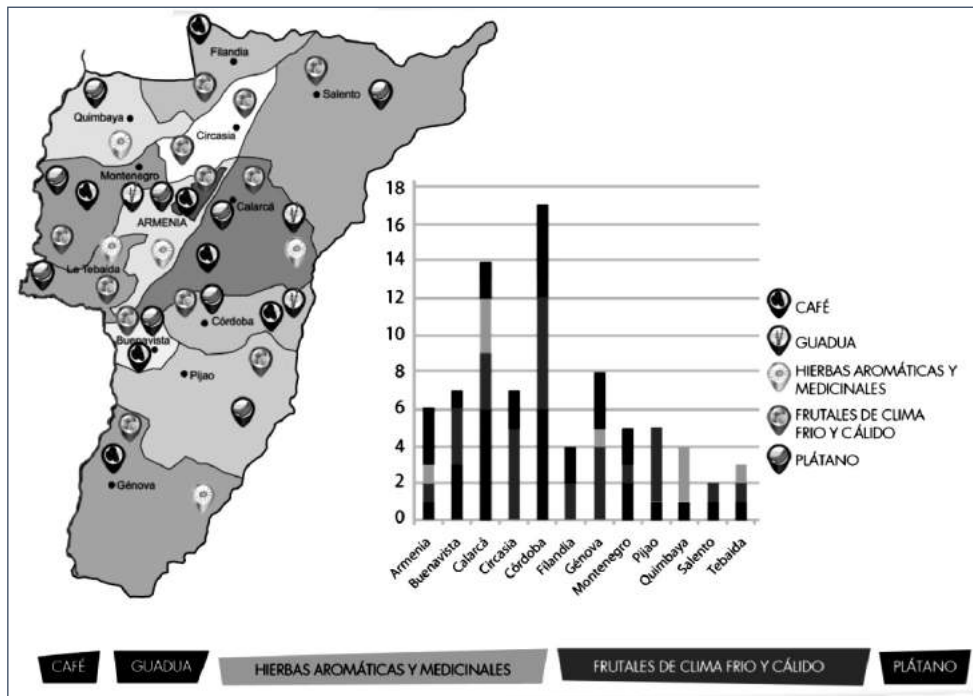 Filandia
Salento
Quimbaya
Circasia
Montenegro
ARMENIA
Calarcá
La Tebaida
Córdoba
Buenavista
Pijao
Génova
18
16
14
12
10
8
6
4
2
0
Armenia
Buenavista
Calarcá
Circasia
Córdoba
Filandía
Génova
Montenegro
Pijao
Quimbaya
Salento
Tebaida
CAFÉ
GUADUA
HIERBAS AROMÁTICAS Y
MEDICINALES
FRUTALES DE CLIMA
FRIO Y CÁLIDO
PLÁTANO
CAFÉ
GUADUA
HIERBAS AROMÁTICAS Y MEDICINALES
FRUTALES DE CLIMA FRIO Y CÁLIDO
PLÁTANO